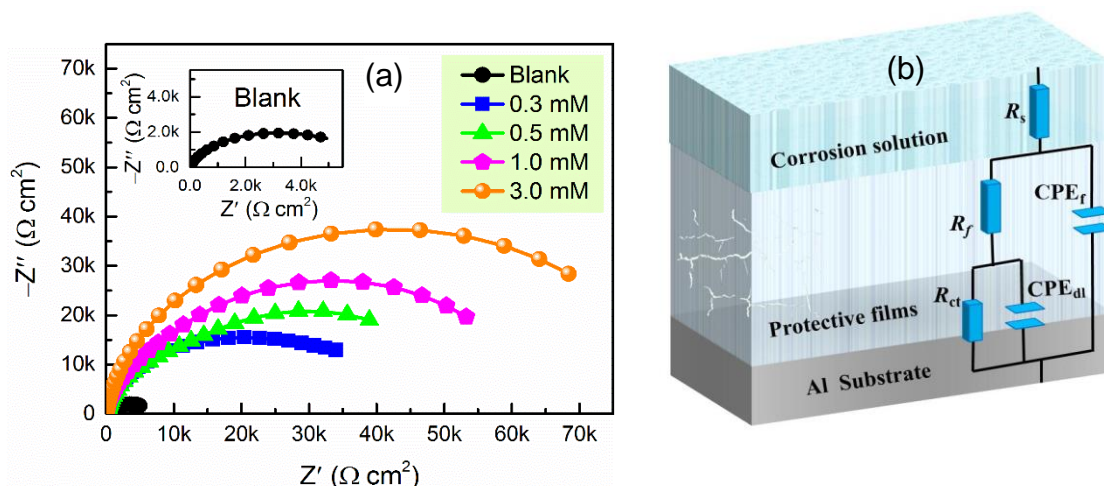 (a)
−Z″ (Ω cm²)
70k
60k
50k
40k
30k
20k
10k
0
0 10k 20k 30k 40k 50k 60k 70k
Z′ (Ω cm²)
Blank
−Z″ (Ω cm²)
4.0k
2.0k
0.0
0.0 2.0k 4.0k
Z′ (Ω cm²)
Blank
0.3 mM
0.5 mM
1.0 mM
3.0 mM
(b)
Rs
Corrosion solution
CPEf
Rf
Rct
CPEdl
Protective films
Al Substrate